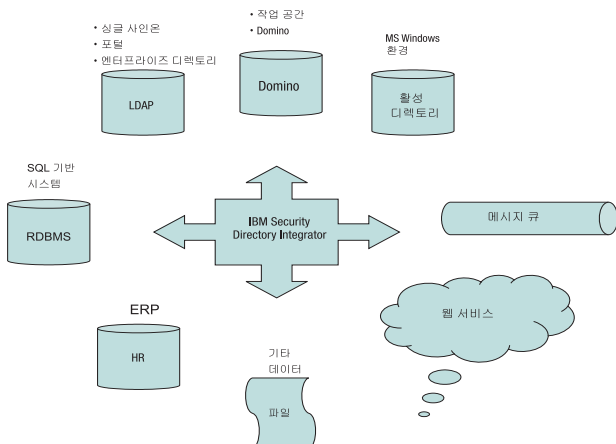 • 싱글 사인온
• 포털
• 엔터프라이즈 디렉토리
LDAP
• 작업 공간
• Domino
Domino
MS Windows
환경
활성
디렉토리
SQL 기반
시스템
RDBMS
IBM Security
Directory Integrator
메시지 큐
웹 서비스
ERP
HR
기타
데이터
파일